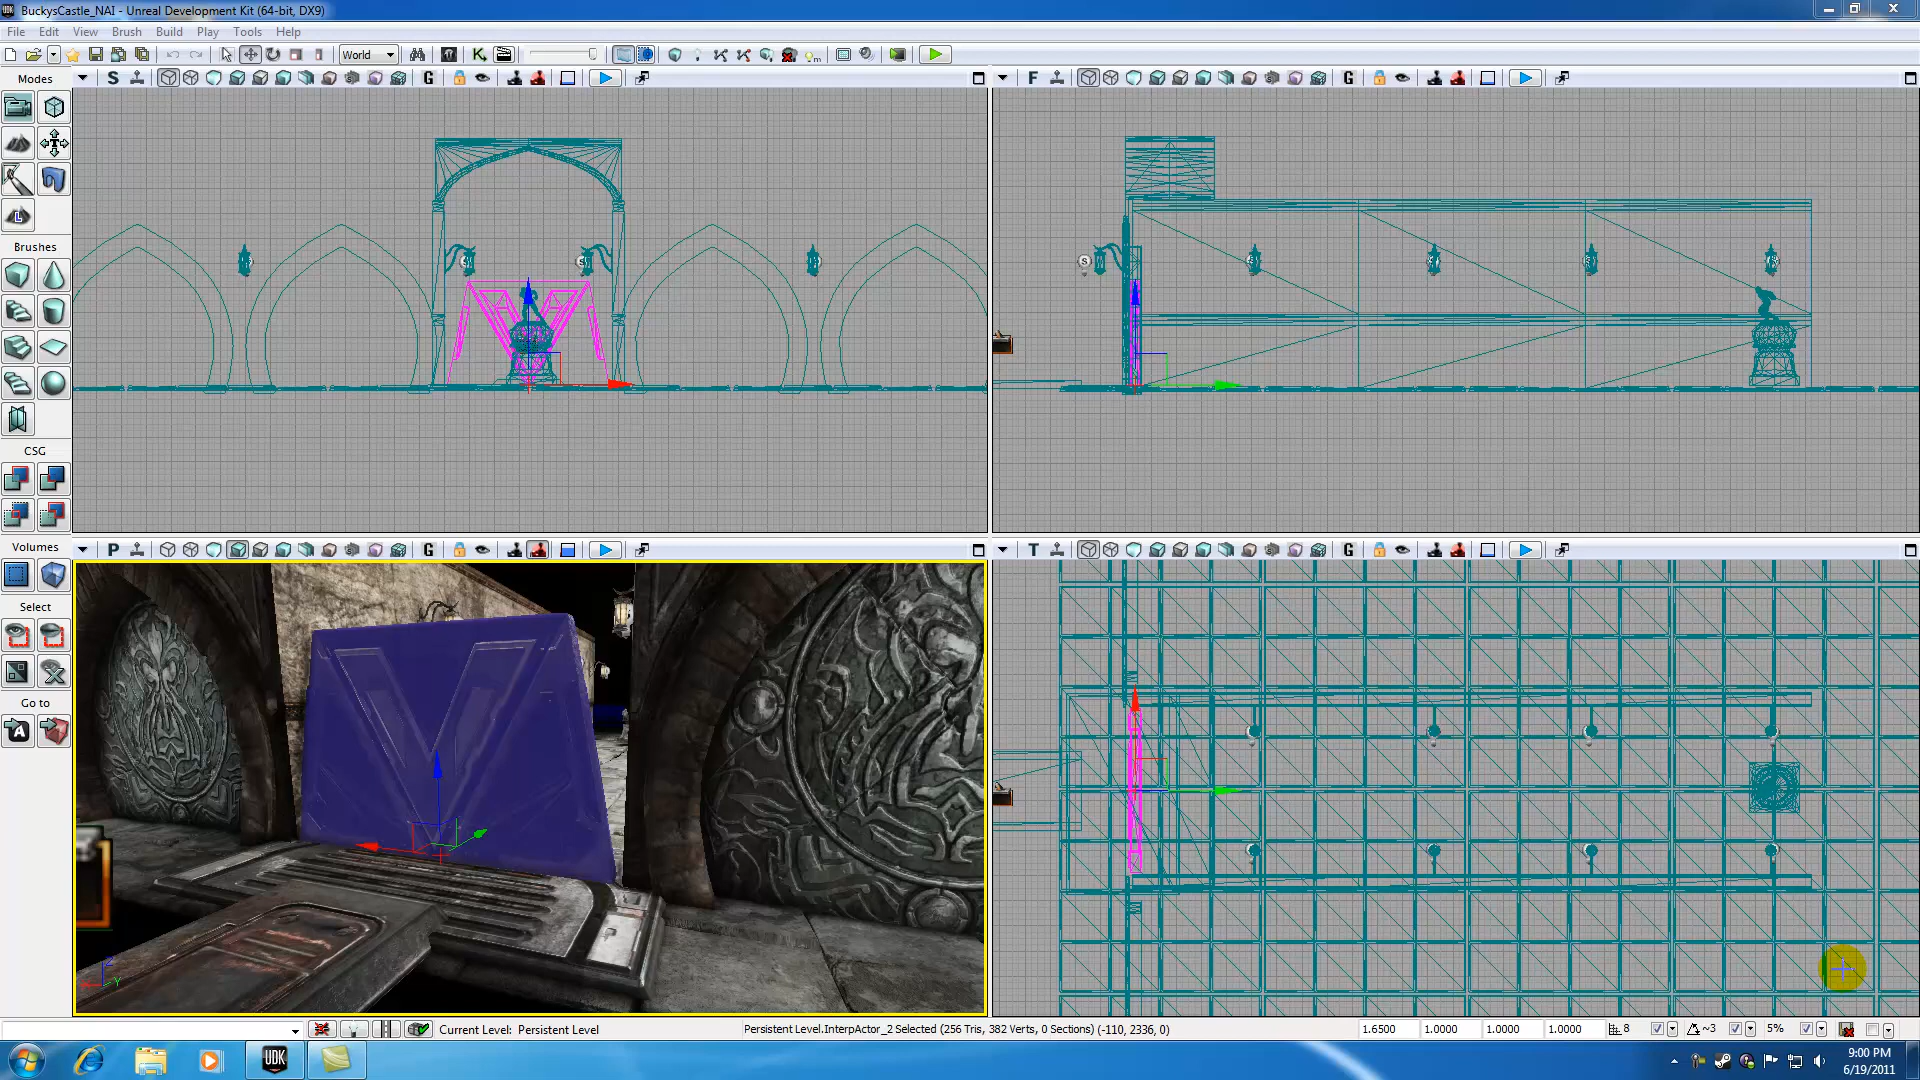 BuckysCastle_NAI - Unreal Development Kit (64-bit, DX9)
File Edit View Brush Build Play Tools Help
World
Modes
S G
F G
Brushes
CSG
Volumes
P G
T G
Select
Go to
A
Z
Y
Current Level: Persistent Level
Persistent Level.InterpActor_2 Selected (256 Tris, 382 Verts, 0 Sections) (-110, 2336, 0)
1.6500 1.0000 1.0000 1.0000 8 ~3 5%
UDK
9:00 PM
6/19/2011